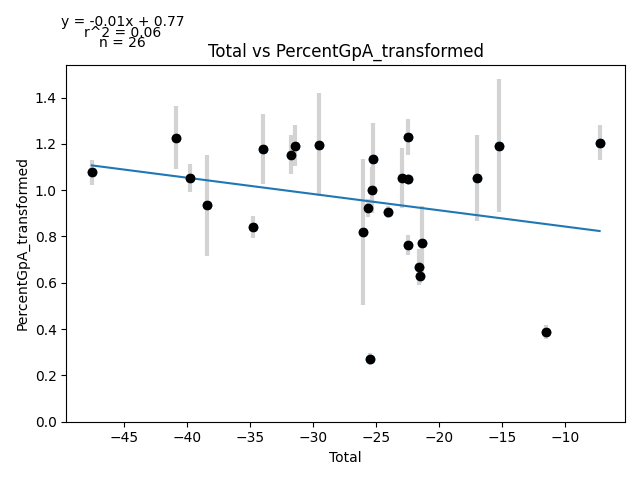 y = -0.01x + 0.77
r^2 = 0.06
n = 26
Total vs PercentGpA_transformed
PercentGpA_transformed
1.4
1.2
1.0
0.8
0.6
0.4
0.2
0.0
−45 −40 −35 −30 −25 −20 −15 −10
Total